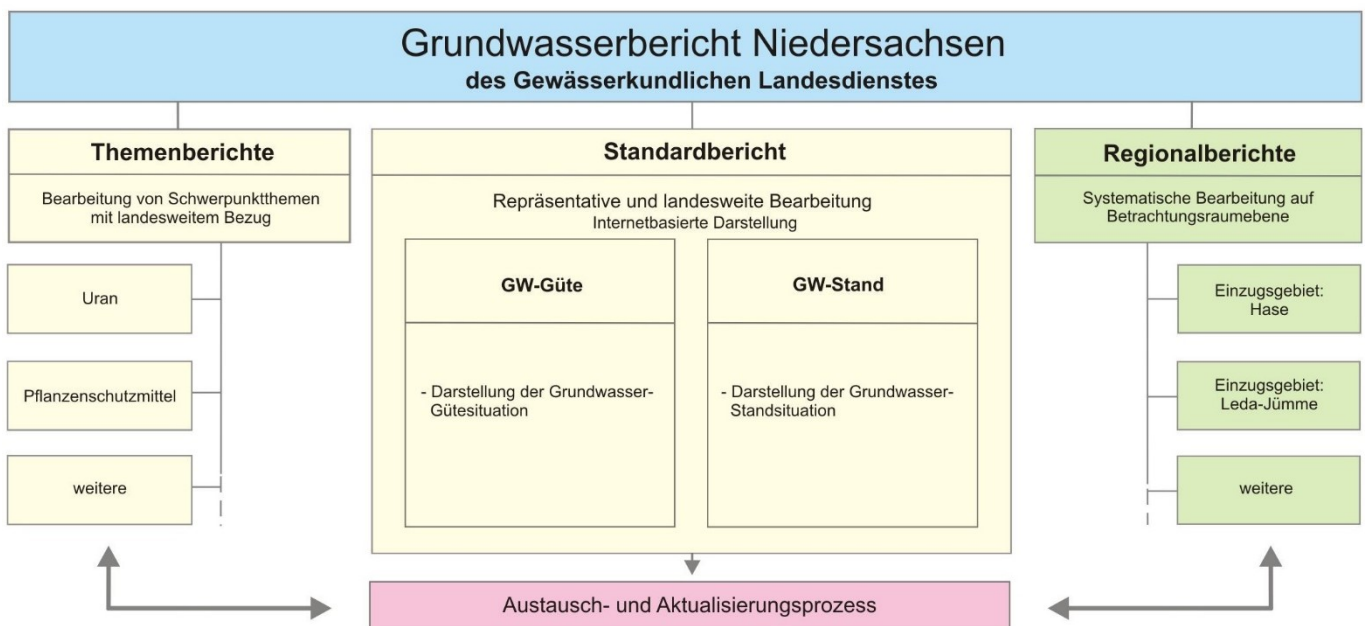 Grundwasserbericht Niedersachsen
des Gewässerkundlichen Landesdienstes
Themenberichte
Bearbeitung von Schwerpunktthemen
mit landesweitem Bezug
Uran
Pflanzenschutzmittel
weitere
Standardbericht
Repräsentative und landesweite Bearbeitung
Internetbasierte Darstellung
GW-Güte
- Darstellung der Grundwasser-
Gütesituation
GW-Stand
- Darstellung der Grundwasser-
Standsituation
Regionalberichte
Systematische Bearbeitung auf
Betrachtungsraumebene
Einzugsgebiet:
Hase
Einzugsgebiet:
Leda-Jümme
weitere
Austausch- und Aktualisierungsprozess